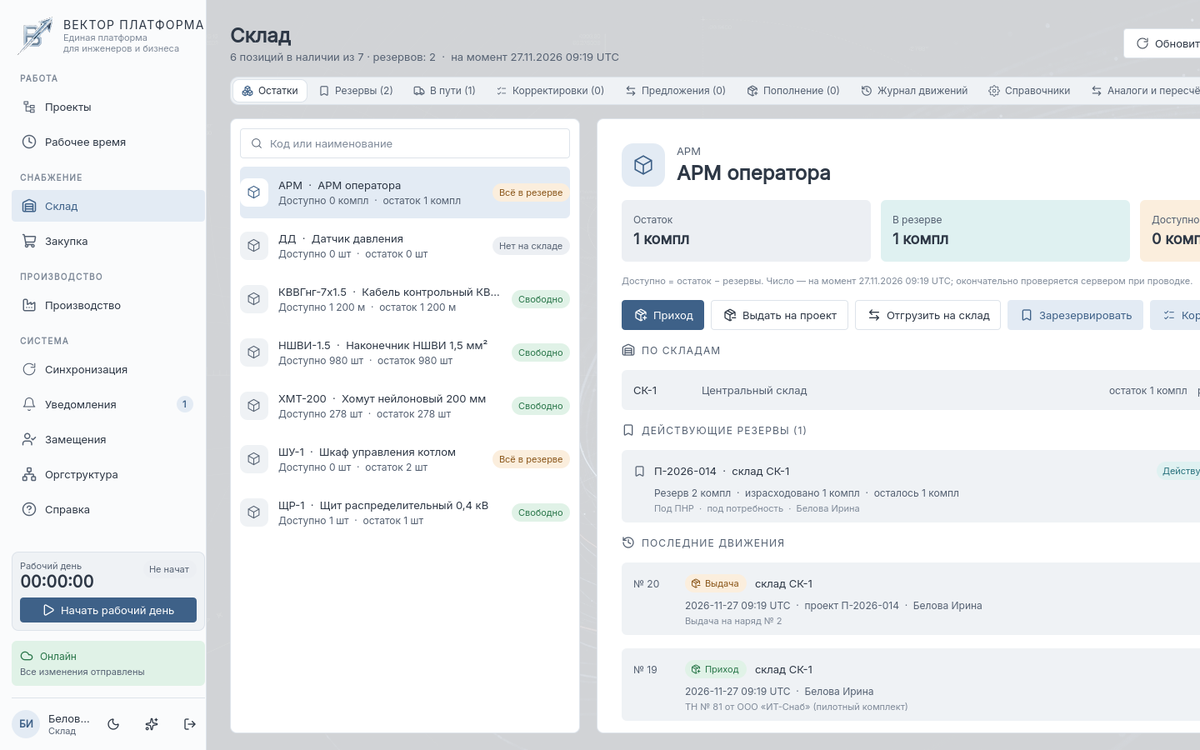 ВЕКТОР ПЛАТФОРМА
Единая платформа
для инженеров и бизнеса
РАБОТА
Проекты
Рабочее время
СНАБЖЕНИЕ
Склад
Закупка
ПРОИЗВОДСТВО
Производство
СИСТЕМА
Синхронизация
Уведомления 1
Замещения
Оргструктура
Справка
Рабочий день
Не начат
00:00:00
Начать рабочий день
Онлайн
Все изменения отправлены
БИ
Белов...
Склад
Склад
6 позиций в наличии из 7 · резервов: 2 · на момент 27.11.2026 09:19 UTC
Обновит
Остатки
Резервы (2)
В пути (1)
Корректировки (0)
Предложения (0)
Пополнение (0)
Журнал движений
Справочники
Аналоги и пересчё
Код или наименование
АРМ · АРМ оператора
Доступно 0 компл · остаток 1 компл
Всё в резерве
ДД · Датчик давления
Доступно 0 шт · остаток 0 шт
Нет на складе
КВВГнг-7х1.5 · Кабель контрольный КВ...
Доступно 1 200 м · остаток 1 200 м
Свободно
НШВИ-1.5 · Наконечник НШВИ 1,5 мм²
Доступно 980 шт · остаток 980 шт
Свободно
ХМТ-200 · Хомут нейлоновый 200 мм
Доступно 278 шт · остаток 278 шт
Свободно
ШУ-1 · Шкаф управления котлом
Доступно 0 шт · остаток 2 шт
Всё в резерве
ЩР-1 · Щит распределительный 0,4 кВ
Доступно 1 шт · остаток 1 шт
Свободно
АРМ
АРМ оператора
Остаток
1 компл
В резерве
1 компл
Доступно
0 комп
Доступно = остаток − резервы. Число — на момент 27.11.2026 09:19 UTC; окончательно проверяется сервером при проводке.
Приход
Выдать на проект
Отгрузить на склад
Зарезервировать
Кор
ПО СКЛАДАМ
СК-1 Центральный склад остаток 1 компл
ДЕЙСТВУЮЩИЕ РЕЗЕРВЫ (1)
П-2026-014 · склад СК-1
Действу
Резерв 2 компл · израсходовано 1 компл · осталось 1 компл
Под ПНР · под потребность · Белова Ирина
ПОСЛЕДНИЕ ДВИЖЕНИЯ
№ 20 Выдача склад СК-1
2026-11-27 09:19 UTC · проект П-2026-014 · Белова Ирина
Выдача на наряд № 2
№ 19 Приход склад СК-1
2026-11-27 09:19 UTC · Белова Ирина
ТН № 81 от ООО «ИТ-Снаб» (пилотный комплект)